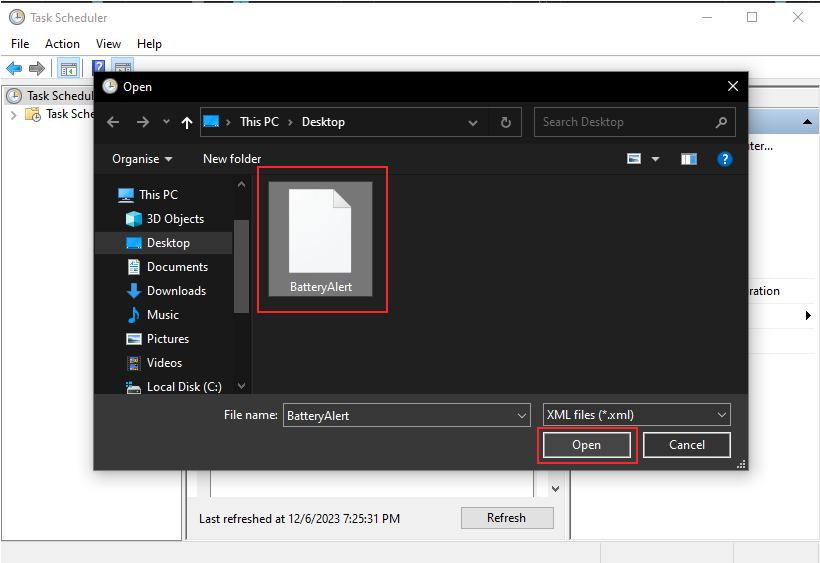 Task Scheduler
File Action View Help
Task Schedul
Task Sche
Open
This PC Desktop
Search Desktop
Organise New folder
This PC
3D Objects
Desktop
Documents
Downloads
Music
Pictures
Videos
Local Disk (C:)
BatteryAlert
File name: BatteryAlert XML files (*.xml)
Open Cancel
uter...
ration
Last refreshed at 12/6/2023 7:25:31 PM Refresh